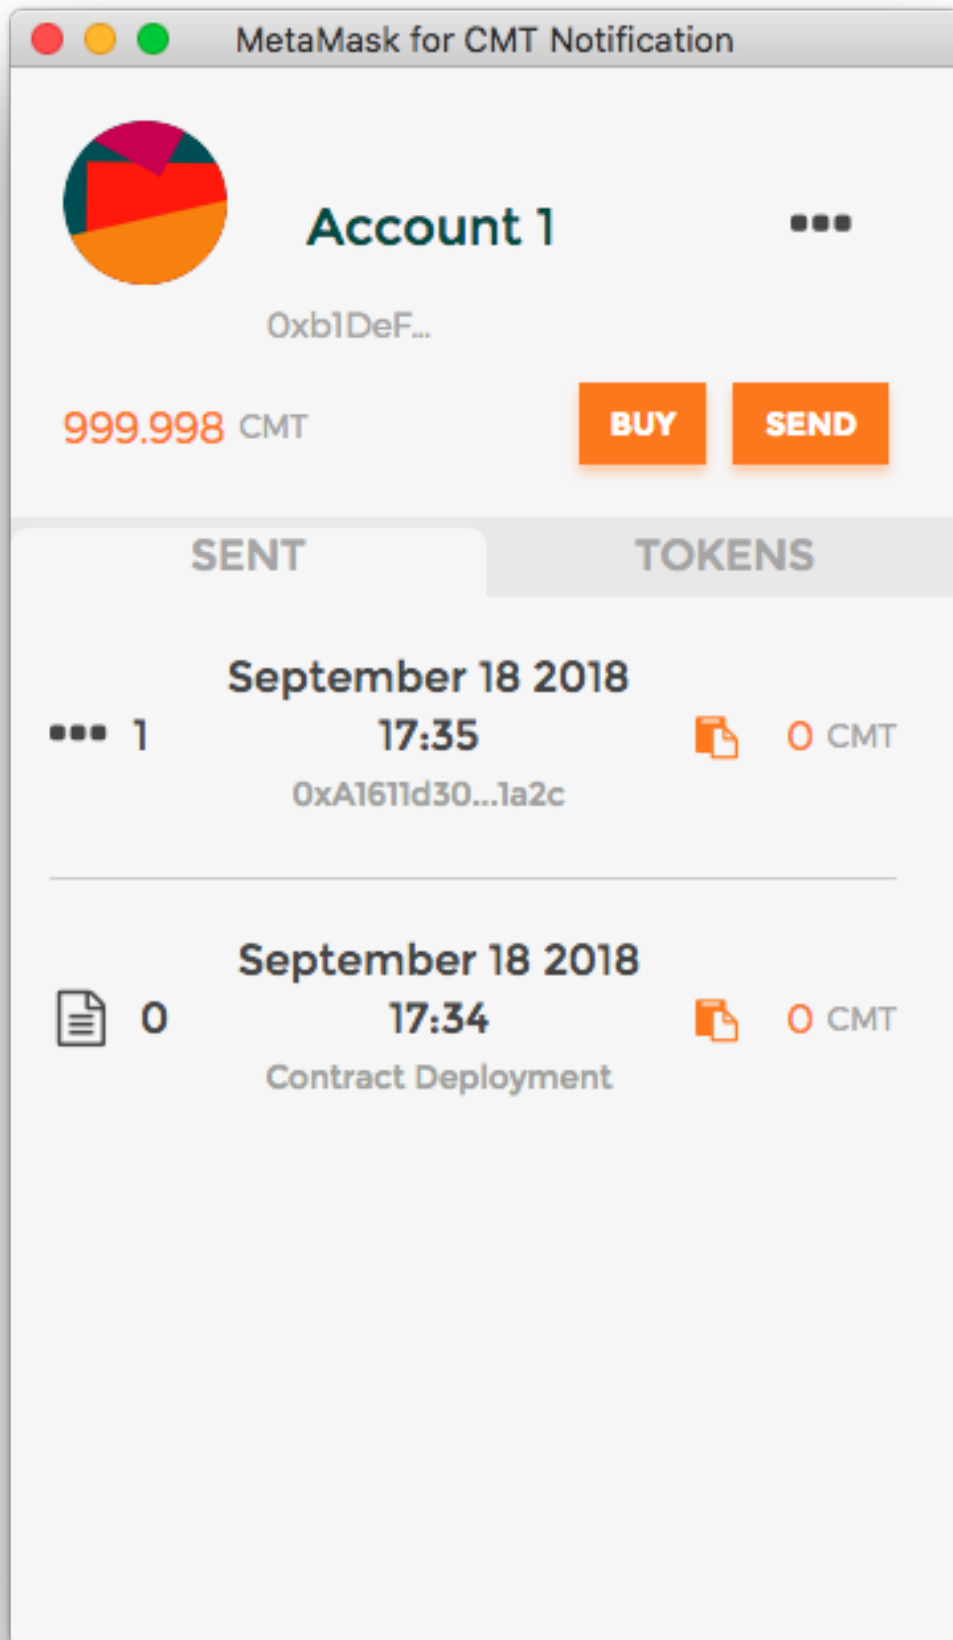 MetaMask for CMT Notification
Account 1
0xb1DeF...
999.998 CMT
BUY
SEND
SENT
TOKENS
September 18 2018
1 17:35 0 CMT
0xA1611d30...1a2c
September 18 2018
0 17:34 0 CMT
Contract Deployment